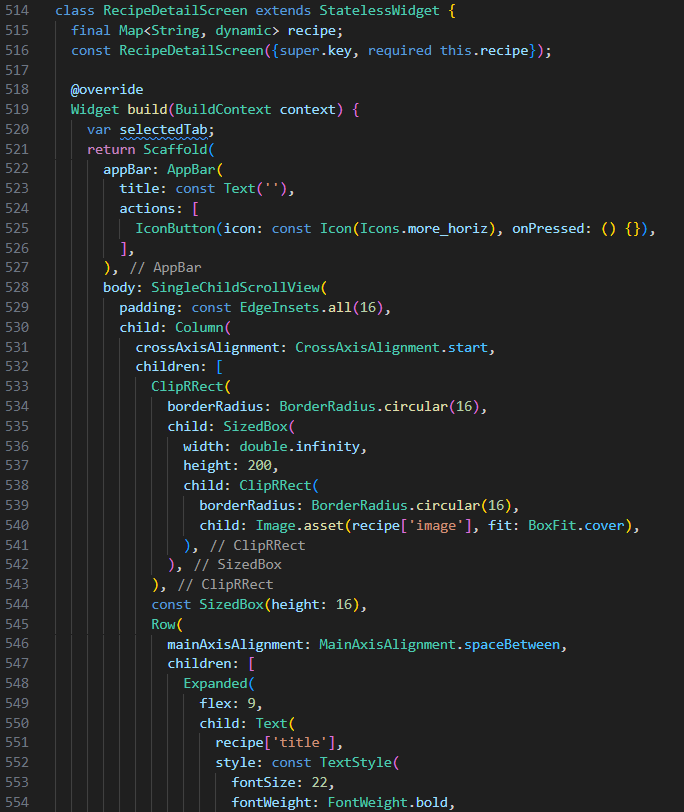 514 class RecipeDetailScreen extends StatelessWidget {
515   final Map<String, dynamic> recipe;
516   const RecipeDetailScreen({super.key, required this.recipe});
517
518   @override
519   Widget build(BuildContext context) {
520     var selectedTab;
521     return Scaffold(
522       appBar: AppBar(
523         title: const Text(''),
524         actions: [
525           IconButton(icon: const Icon(Icons.more_horiz), onPressed: () {}),
526         ],
527       ), // AppBar
528       body: SingleChildScrollView(
529         padding: const EdgeInsets.all(16),
530         child: Column(
531           crossAxisAlignment: CrossAxisAlignment.start,
532           children: [
533             ClipRRect(
534               borderRadius: BorderRadius.circular(16),
535               child: SizedBox(
536                 width: double.infinity,
537                 height: 200,
538                 child: ClipRRect(
539                   borderRadius: BorderRadius.circular(16),
540                   child: Image.asset(recipe['image'], fit: BoxFit.cover),
541                 ), // ClipRRect
542               ), // SizedBox
543             ), // ClipRRect
544             const SizedBox(height: 16),
545             Row(
546               mainAxisAlignment: MainAxisAlignment.spaceBetween,
547               children: [
548                 Expanded(
549                   flex: 9,
550                   child: Text(
551                     recipe['title'],
552                     style: const TextStyle(
553                       fontSize: 22,
554                       fontWeight: FontWeight.bold,